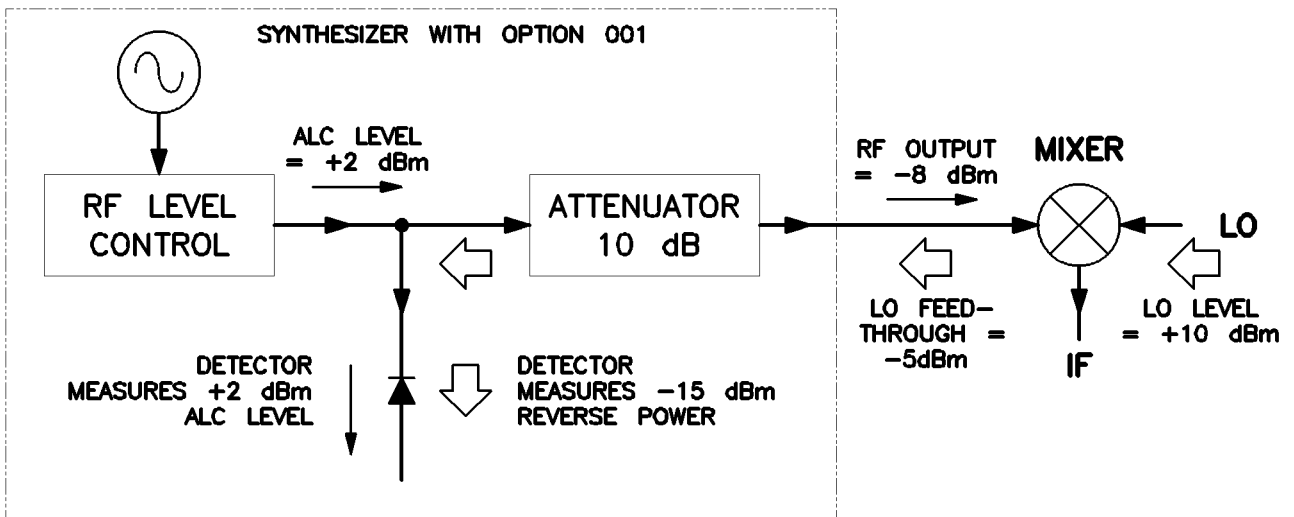 SYNTHESIZER WITH OPTION 001
ALC LEVEL
= +2 dBm
RF LEVEL
CONTROL
ATTENUATOR
10 dB
RF OUTPUT
= -8 dBm
MIXER
LO
LO FEED-
THROUGH =
-5dBm
LO LEVEL
= +10 dBm
IF
DETECTOR
MEASURES +2 dBm
ALC LEVEL
DETECTOR
MEASURES -15 dBm
REVERSE POWER